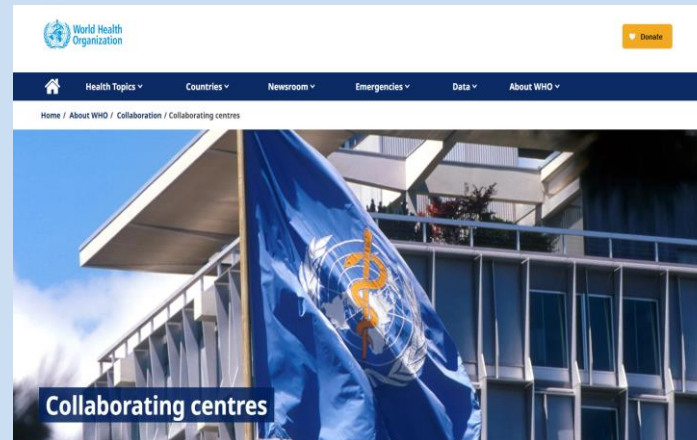 World Health
Organization
Donate
Health Topics
Countries
Newsroom
Emergencies
Data
About WHO
Home / About WHO / Collaboration / Collaborating centres
Collaborating centres